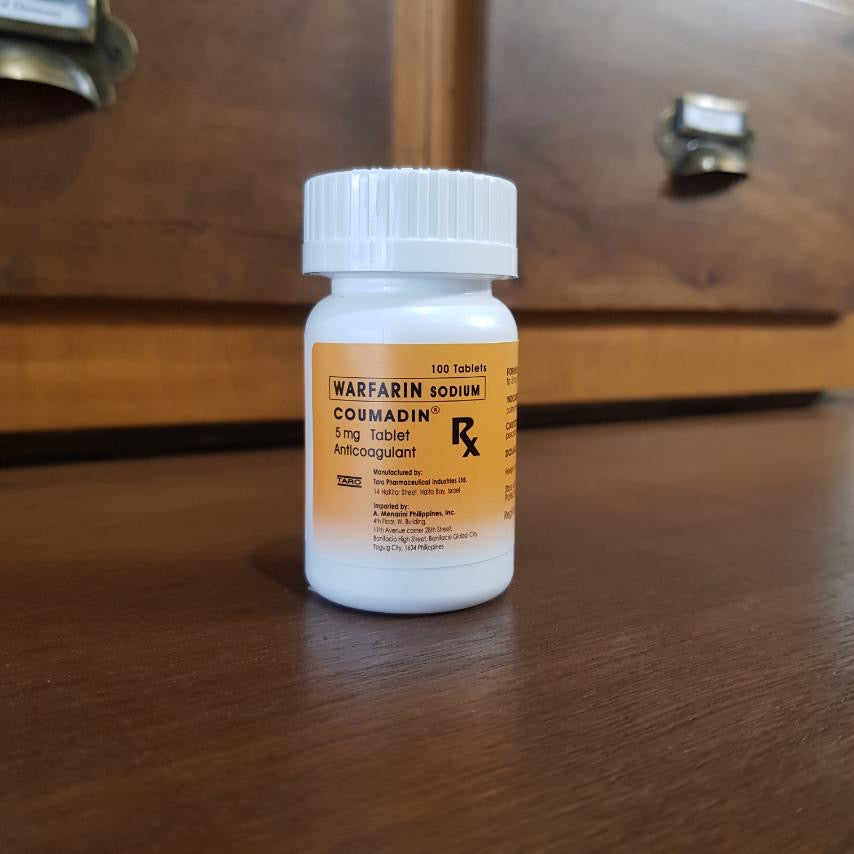 100 Tablets
WARFARIN SODIUM
COUMADIN®
5 mg Tablet
Anticoagulant
Rx
TARO
Manufactured by:
Taro Pharmaceutical Industries Ltd.
14 Hakitor Street, Haifa Bay, Israel
Imported by:
A. Menarini Philippines, Inc.
4th Floor, W. Building,
11th Avenue corner 28th Street,
Bonifacio High Street, Bonifacio Global City
Taguig City, 1634 Philippines